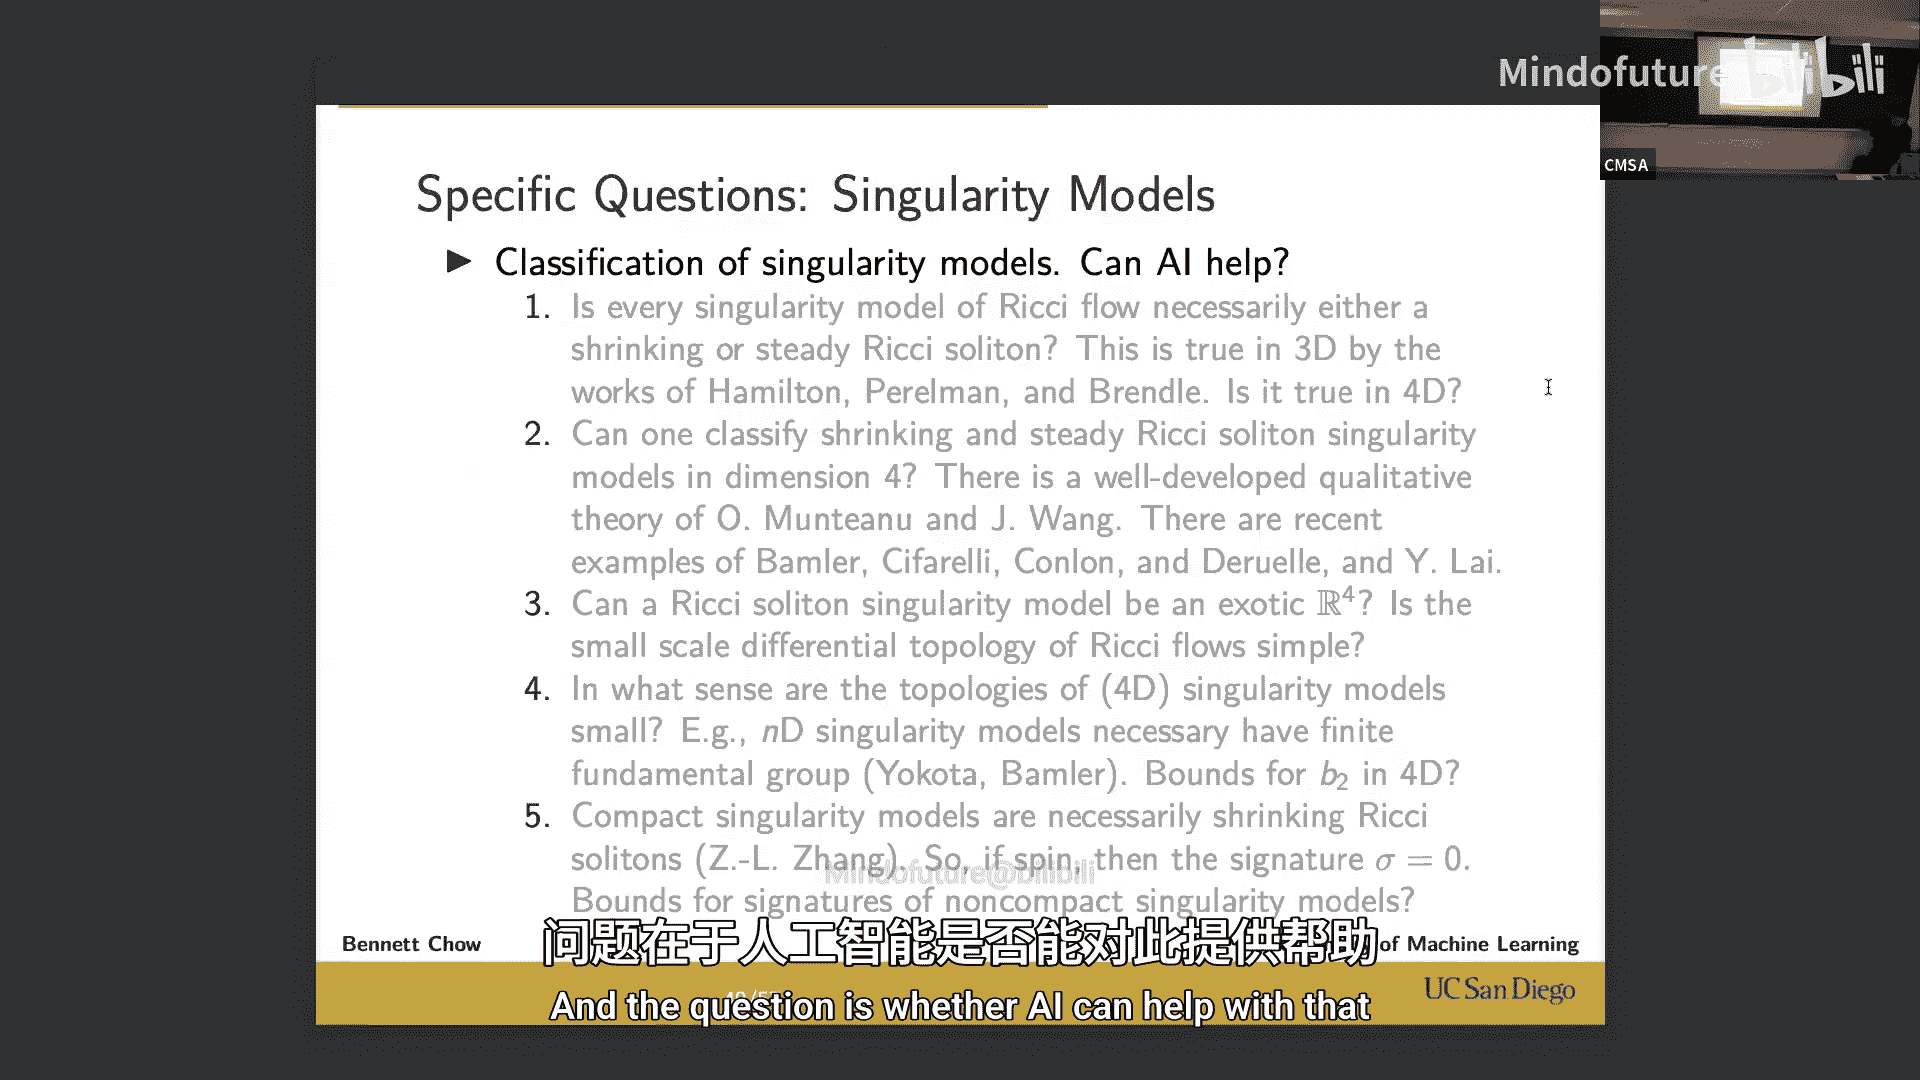 Mindofuture
bilibili
CMSA
Specific Questions: Singularity Models
▶ Classification of singularity models. Can AI help?
1. Is every singularity model of Ricci flow necessarily either a
shrinking or steady Ricci soliton? This is true in 3D by the
works of Hamilton, Perelman, and Brendle. Is it true in 4D?
2. Can one classify shrinking and steady Ricci soliton singularity
models in dimension 4? There is a well-developed qualitative
theory of O. Munteanu and J. Wang. There are recent
examples of Bamler, Cifarelli, Conlon, and Deruelle, and Y. Lai.
3. Can a Ricci soliton singularity model be an exotic ℝ⁴? Is the
small scale differential topology of Ricci flows simple?
4. In what sense are the topologies of (4D) singularity models
small? E.g., nD singularity models necessary have finite
fundamental group (Yokota, Bamler). Bounds for b₂ in 4D?
5. Compact singularity models are necessarily shrinking Ricci
solitons (Z.-L. Zhang). So, if spin, then the signature σ = 0.
Mindofuture@bilibili
Bounds for signatures of noncompact singularity models?
Bennett Chow
of Machine Learning
问题在于人工智能是否能对此提供帮助
UC San Diego
And the question is whether AI can help with that